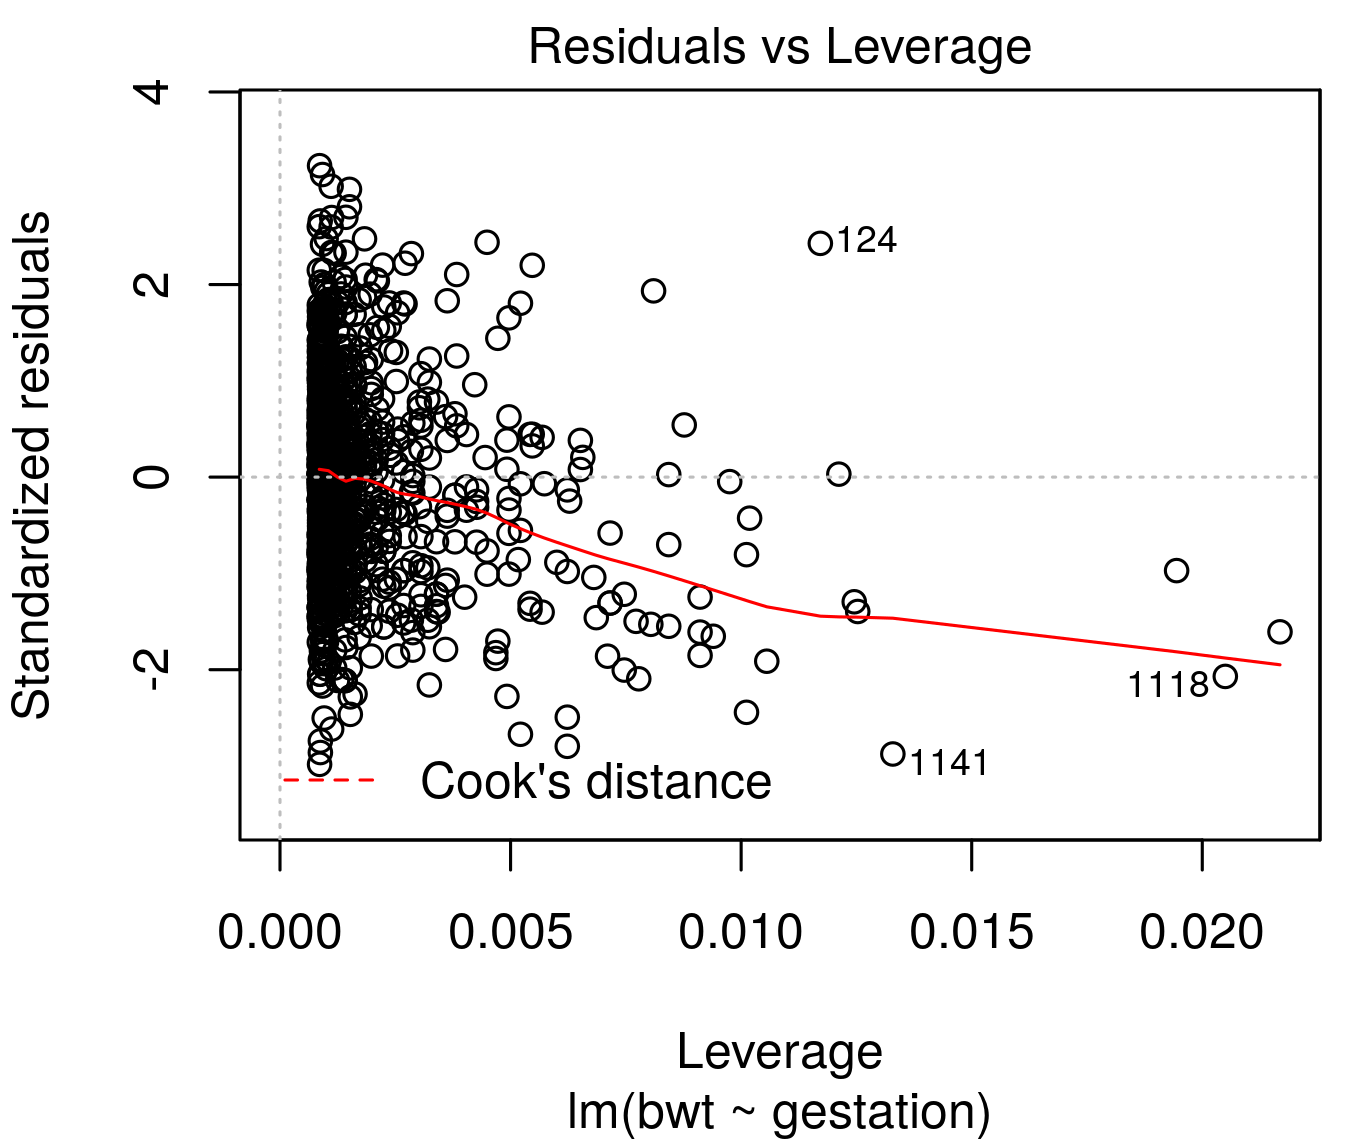 Residuals vs Leverage
Standardized residuals
4
2
0
-2
124
1118
1141
Cook's distance
0.000 0.005 0.010 0.015 0.020
Leverage
lm(bwt ~ gestation)